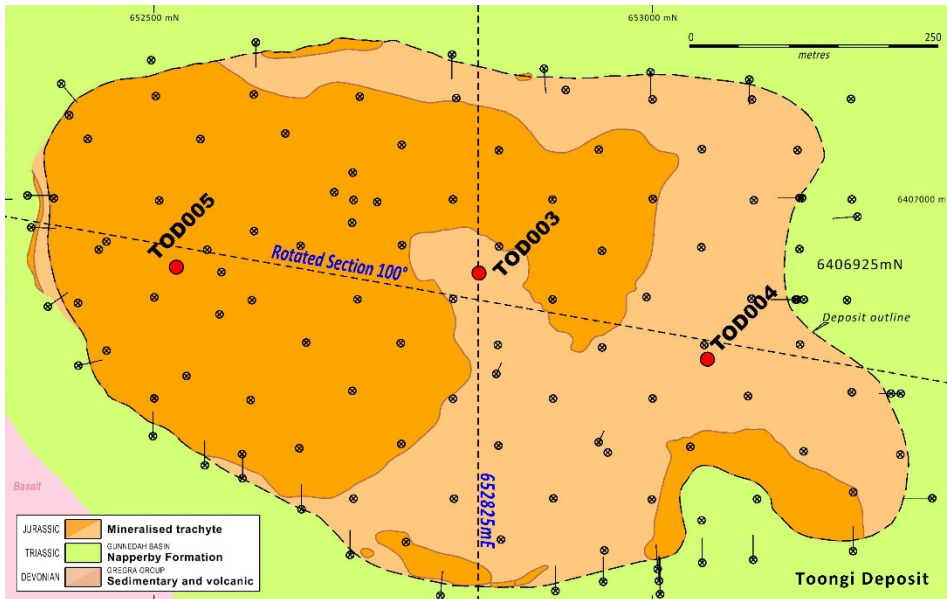 652500 mN
653000 mN
0
250
metres
6407000 m
TOD005
TOD003
Rotated Section 100°
6406925mN
TOD004
Deposit outline
652825mE
Basalt
JURASSIC
Mineralised trachyte
TRIASSIC
GUNNEDAH BASIN
Napperby Formation
DEVONIAN
GREGRA GROUP
Sedimentary and volcanic
Toongi Deposit